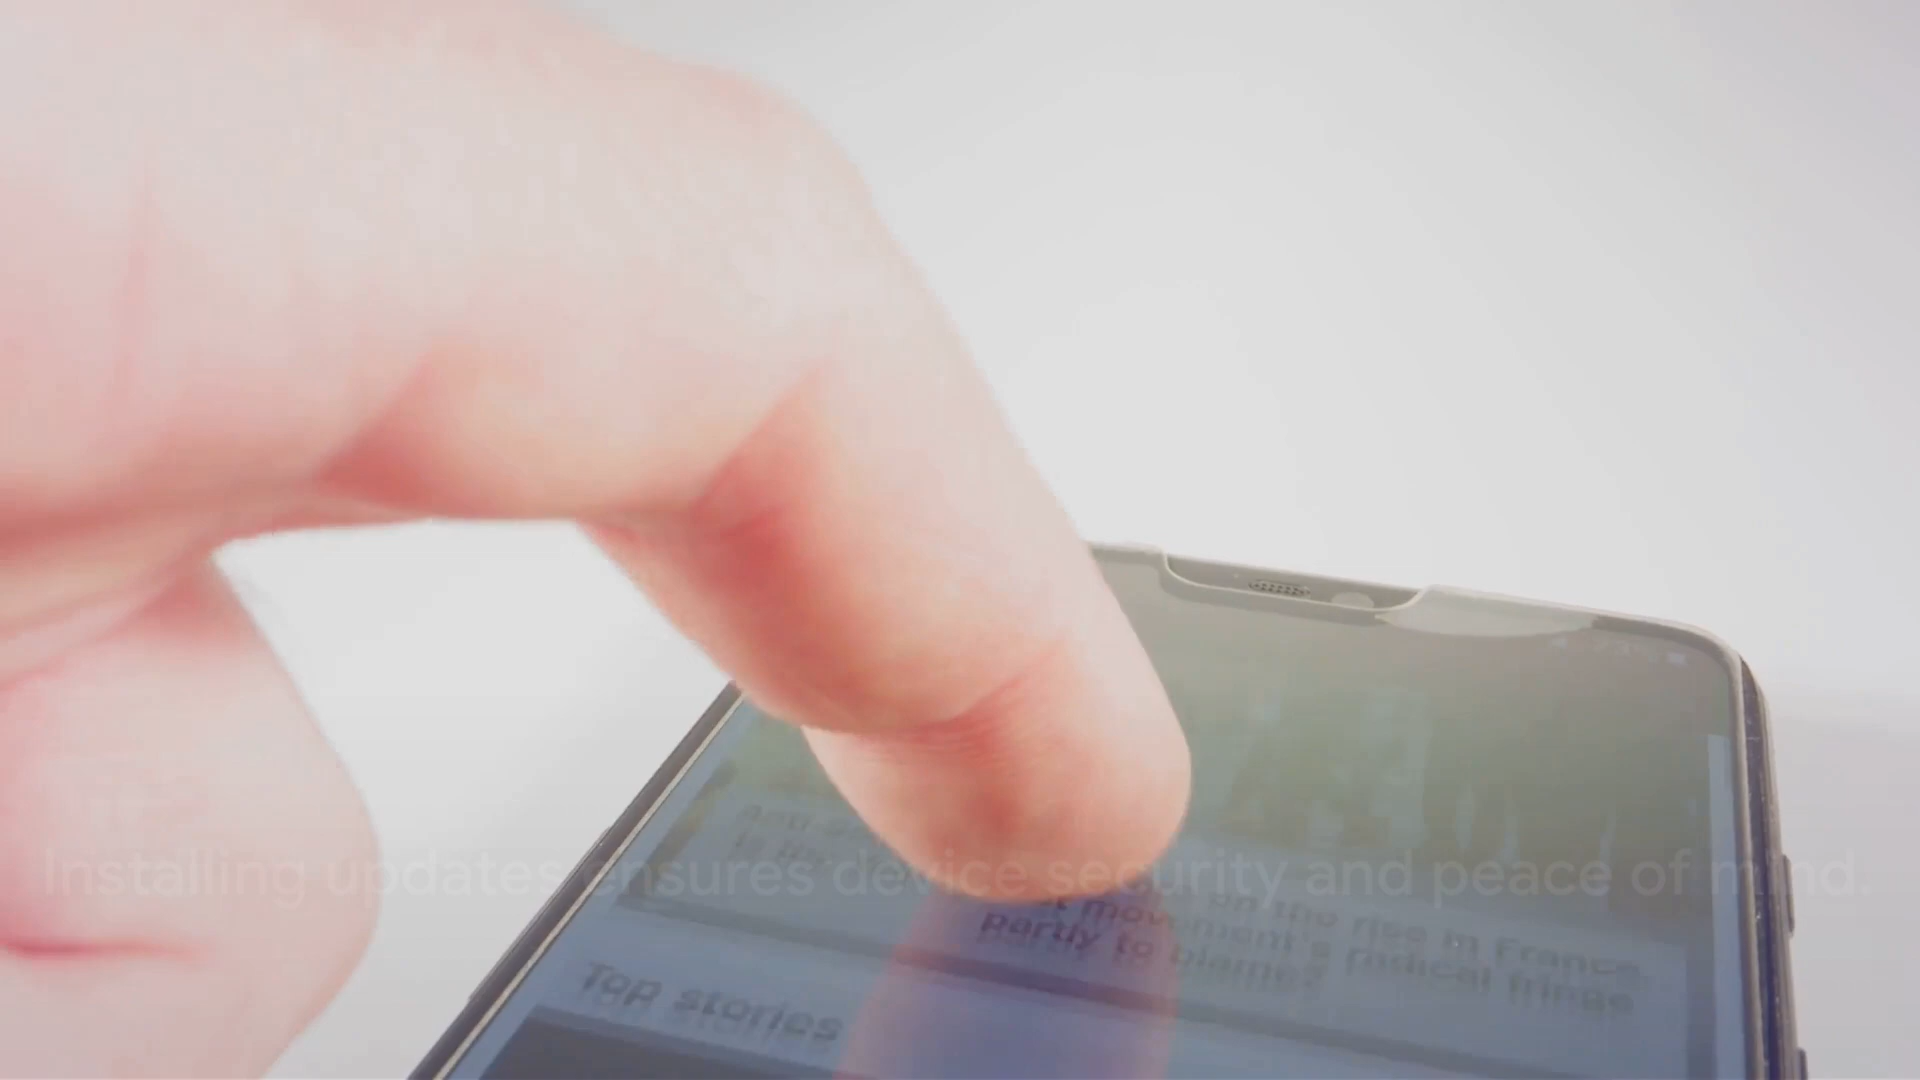 Installing updates ensures device security and peace of mind.
on the rise in France.
movement's radical fringe
partly to blame?
Top stories